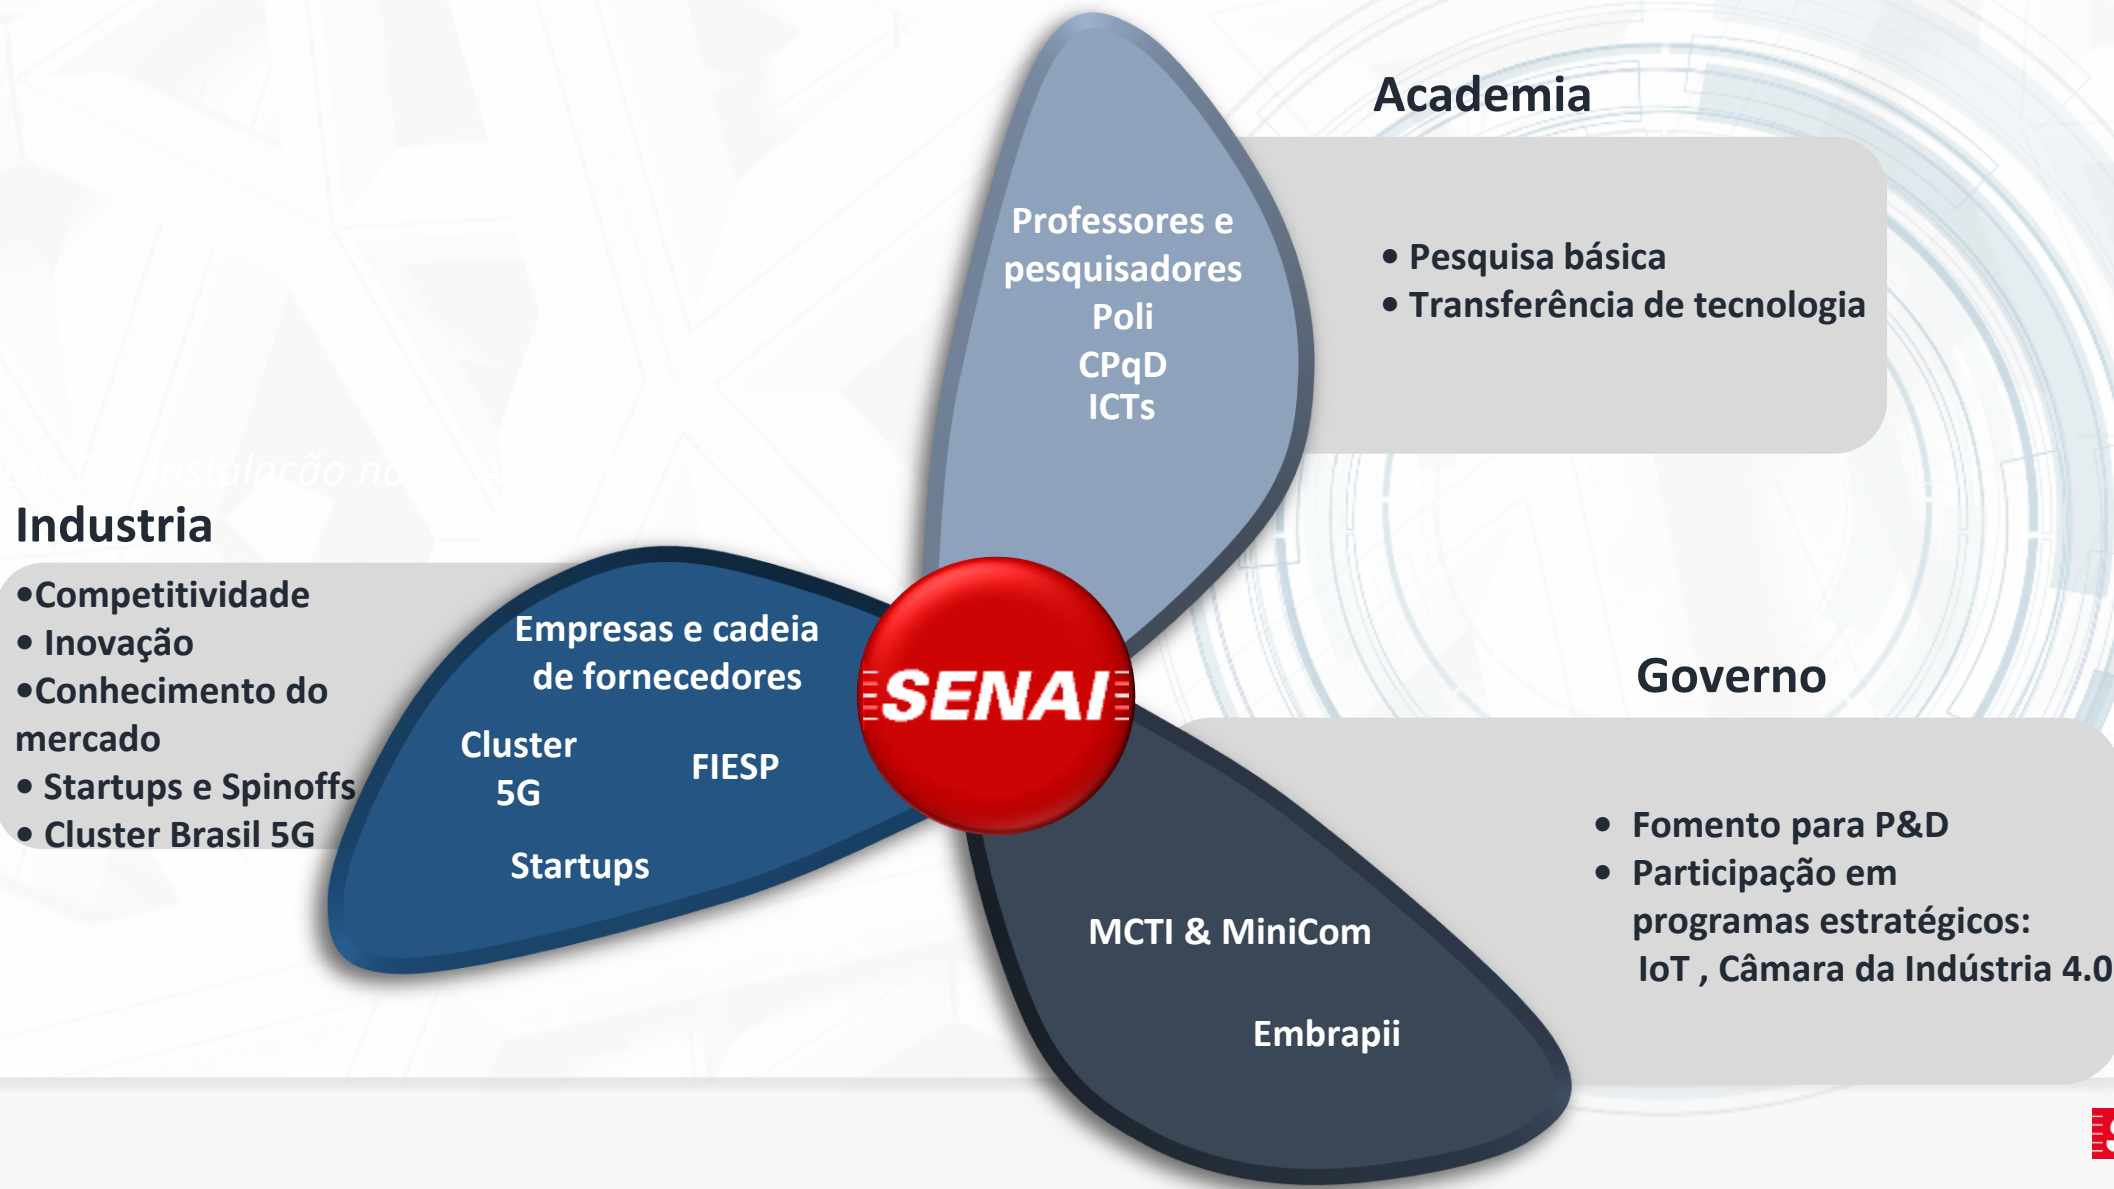 Academia
Professores e
pesquisadores
Poli
CPqD
ICTs
• Pesquisa básica
• Transferência de tecnologia
Instalação no
Industria
•Competitividade
• Inovação
•Conhecimento do
mercado
• Startups e Spinoffs
• Cluster Brasil 5G
Empresas e cadeia
de fornecedores
Cluster
5G
FIESP
Startups
SENAI
Governo
• Fomento para P&D
• Participação em
programas estratégicos:
IoT , Câmara da Indústria 4.0
MCTI & MiniCom
Embrapii